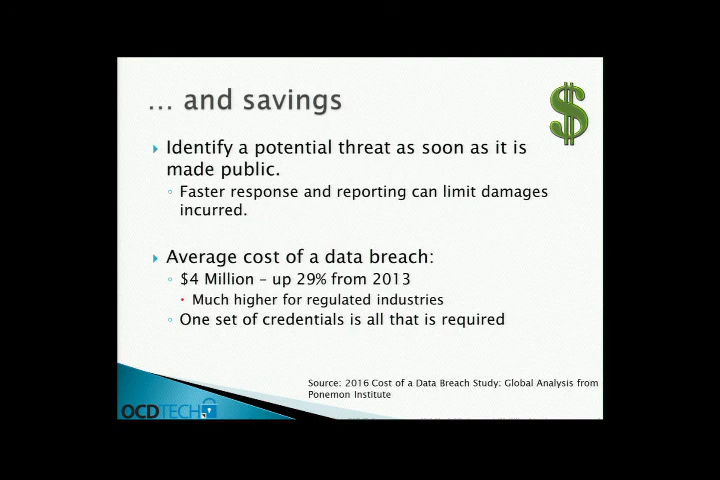 ... and savings
$
Identify a potential threat as soon as it is
made public.
Faster response and reporting can limit damages
incurred.
Average cost of a data breach:
$4 Million – up 29% from 2013
Much higher for regulated industries
One set of credentials is all that is required
Source: 2016 Cost of a Data Breach Study: Global Analysis from
Ponemon Institute
OCDTECH